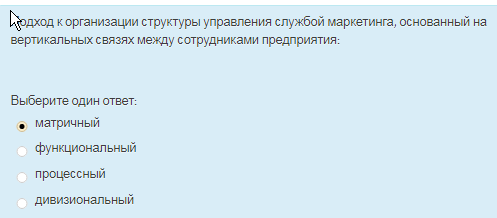 Подход к организации структуры управления службой маркетинга, основанный на
вертикальных связях между сотрудниками предприятия:
Выберите один ответ:
матричный
функциональный
процессный
дивизиональный